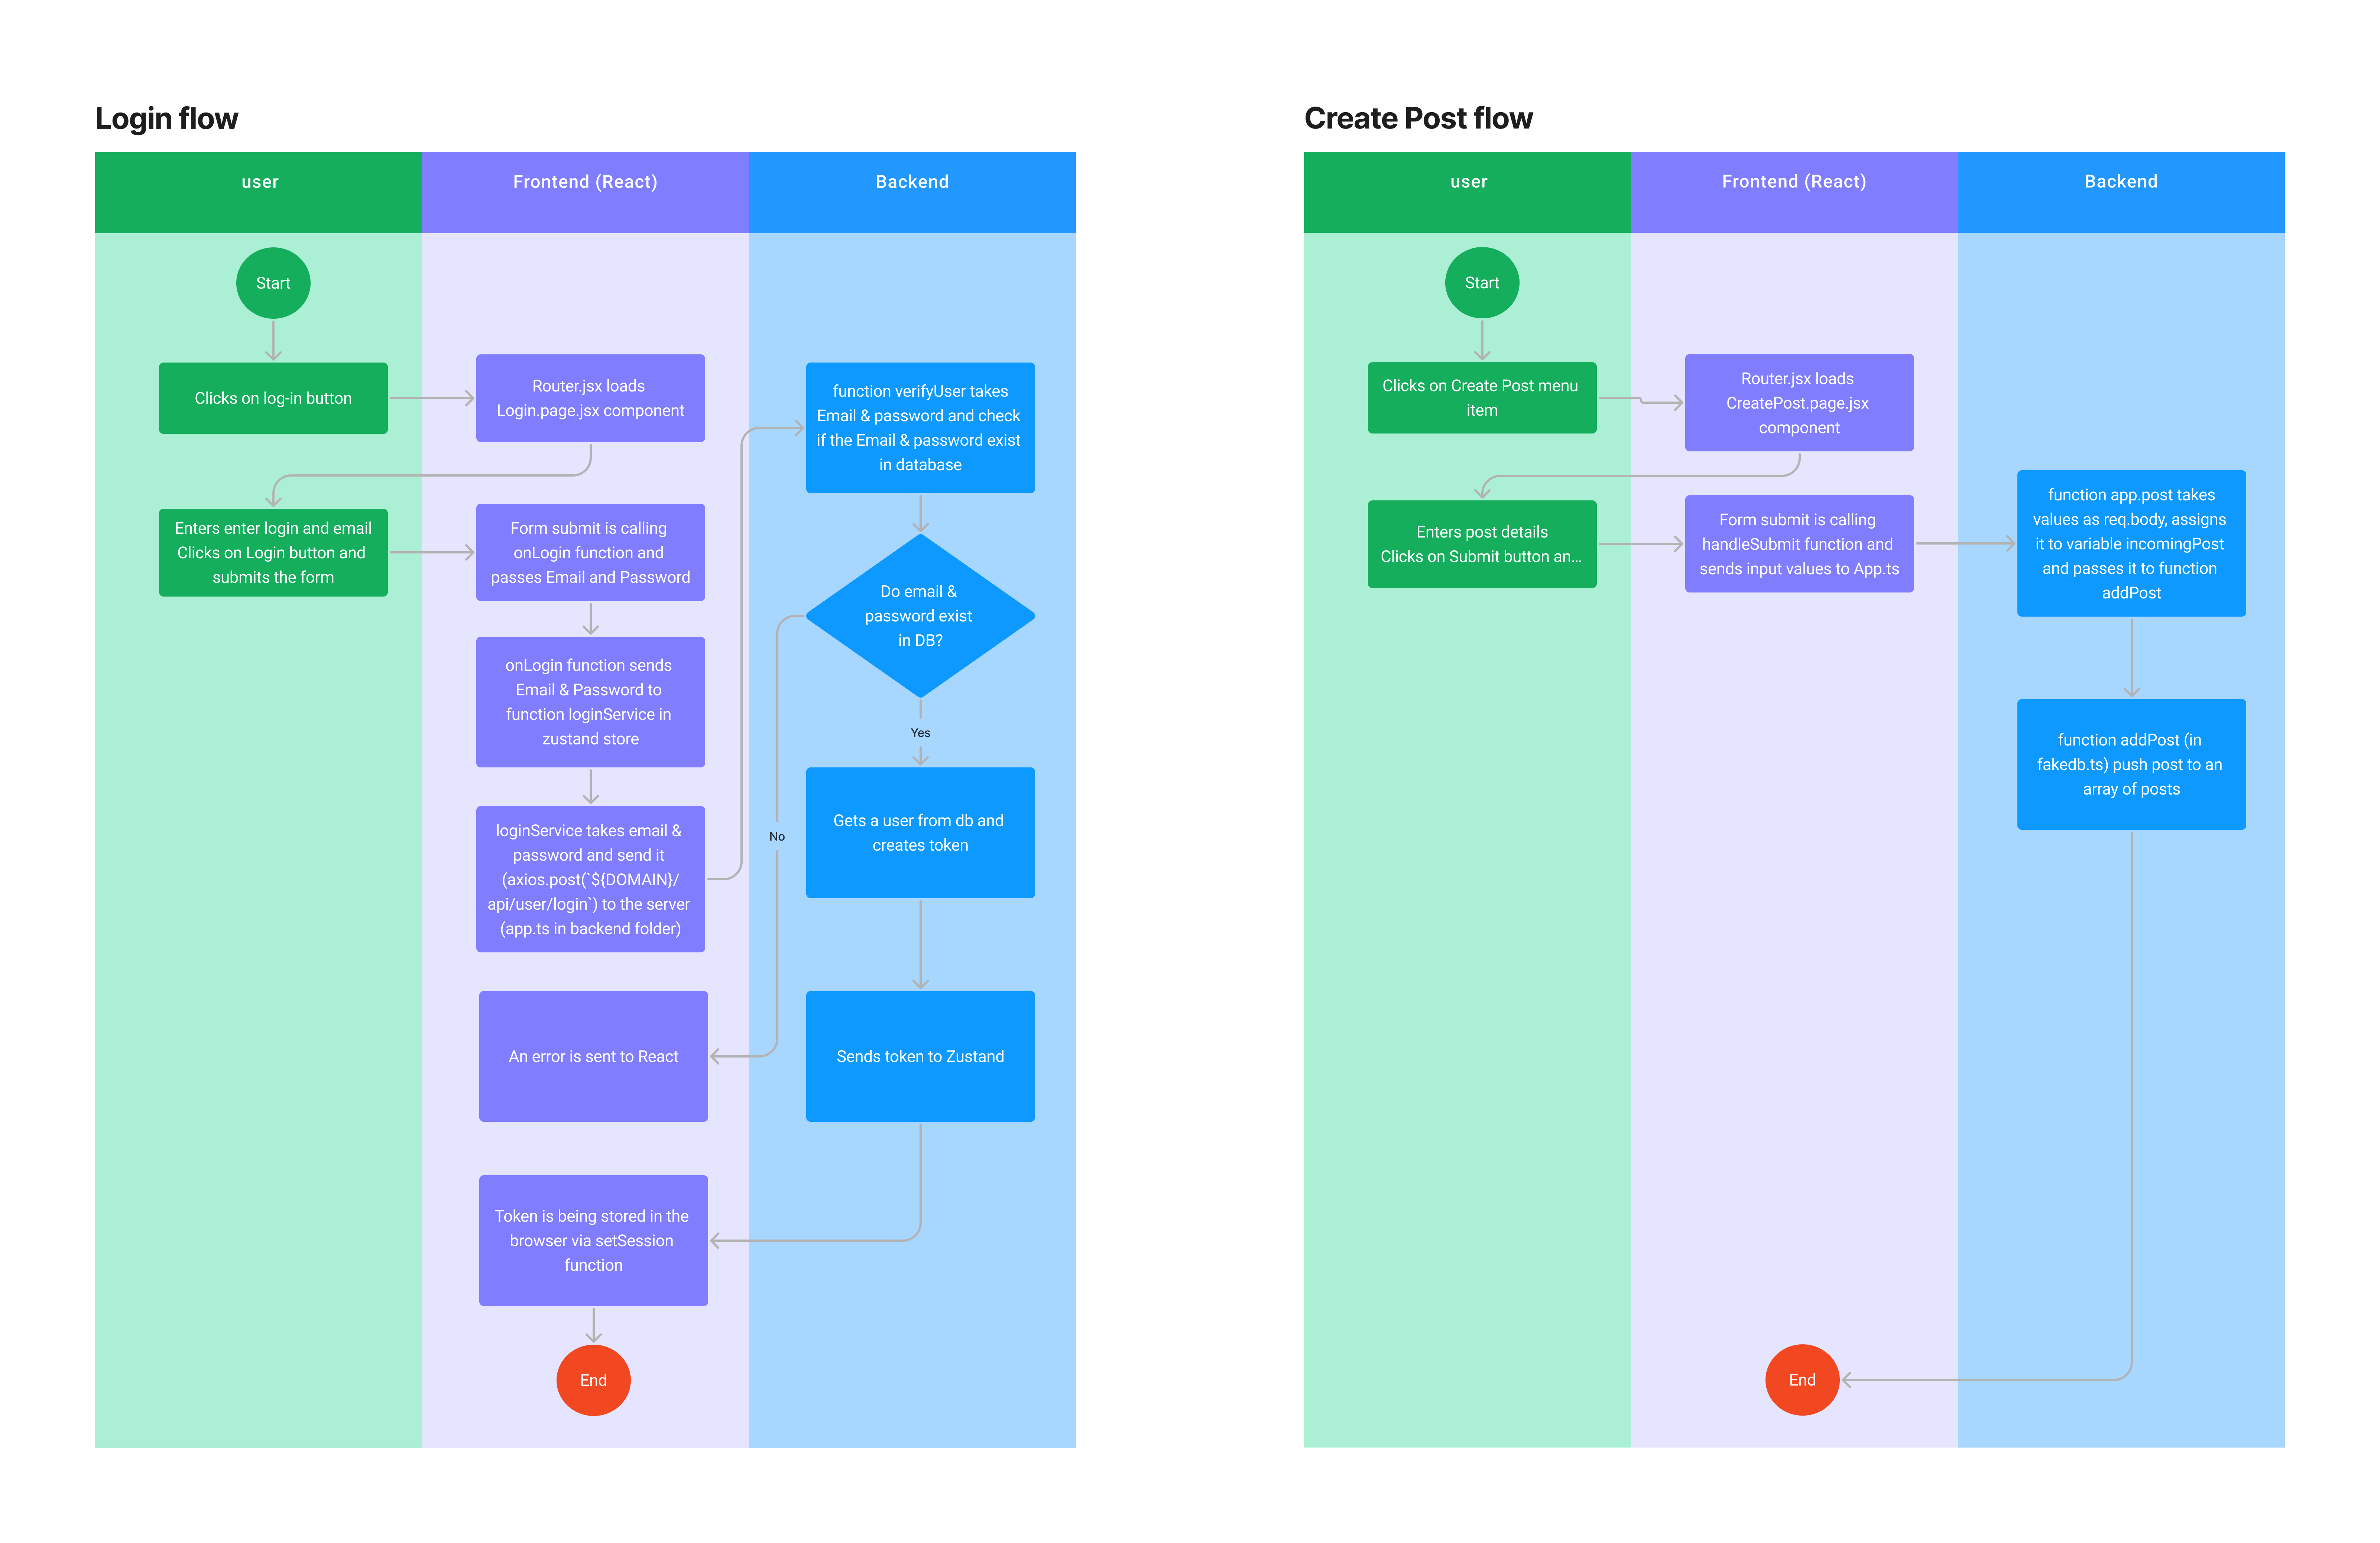 Login flow
user
Frontend (React)
Backend
Start
Clicks on log-in button
Router.jsx loads
Login.page.jsx component
function verifyUser takes
Email & password and check
if the Email & password exist
in database
Enters enter login and email
Clicks on Login button and
submits the form
Form submit is calling
onLogin function and
passes Email and Password
Do email &
password exist
in DB?
onLogin function sends
Email & Password to
function loginService in
zustand store
Yes
No
loginService takes email &
password and send it
(axios.post(`${DOMAIN}/
api/user/login`) to the server
(app.ts in backend folder)
Gets a user from db and
creates token
An error is sent to React
Sends token to Zustand
Token is being stored in the
browser via setSession
function
End
Create Post flow
user
Frontend (React)
Backend
Start
Clicks on Create Post menu
item
Router.jsx loads
CreatePost.page.jsx
component
Enters post details
Clicks on Submit button an...
Form submit is calling
handleSubmit function and
sends input values to App.ts
function app.post takes
values as req.body, assigns
it to variable incomingPost
and passes it to function
addPost
function addPost (in
fakedb.ts) push post to an
array of posts
End